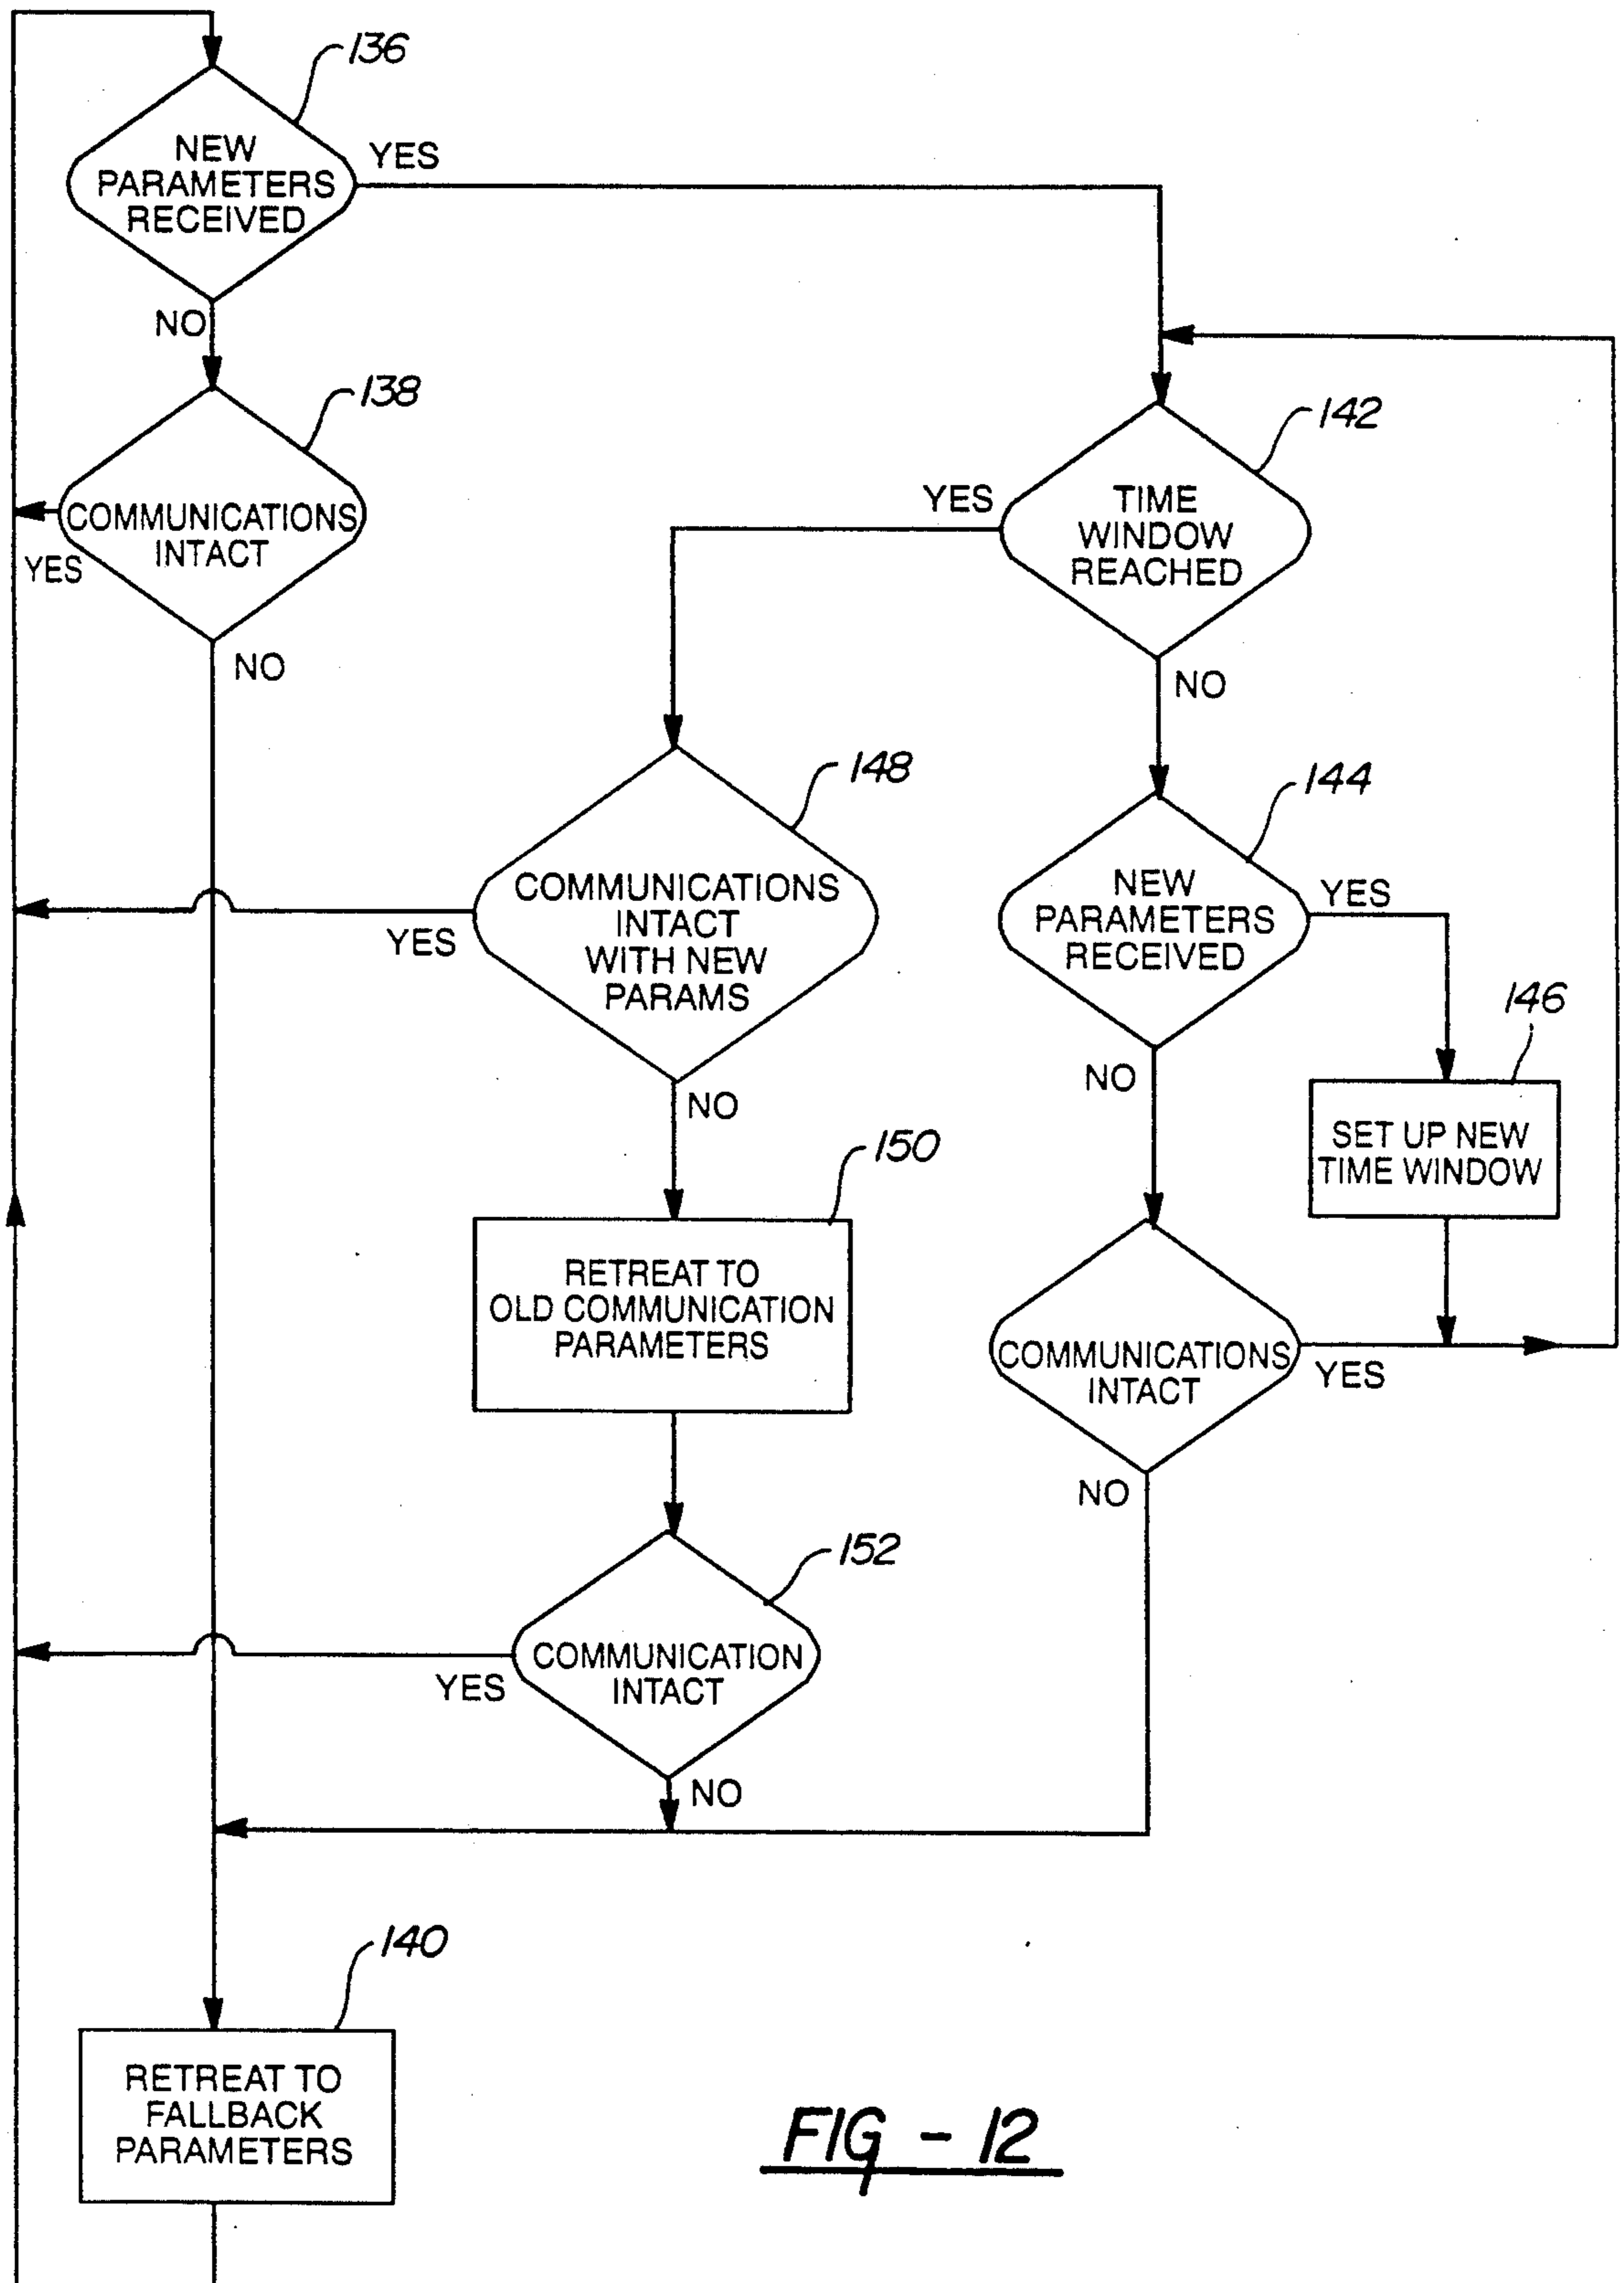 136
NEW
PARAMETERS
RECEIVED
YES
NO
138
COMMUNICATIONS
INTACT
YES
NO
142
TIME
WINDOW
REACHED
YES
NO
148
COMMUNICATIONS
INTACT
WITH NEW
PARAMS
YES
NO
144
NEW
PARAMETERS
RECEIVED
YES
NO
146
SET UP NEW
TIME WINDOW
150
RETREAT TO
OLD COMMUNICATION
PARAMETERS
COMMUNICATIONS
INTACT
YES
NO
152
COMMUNICATION
INTACT
YES
NO
140
RETREAT TO
FALLBACK
PARAMETERS
FIG - 12